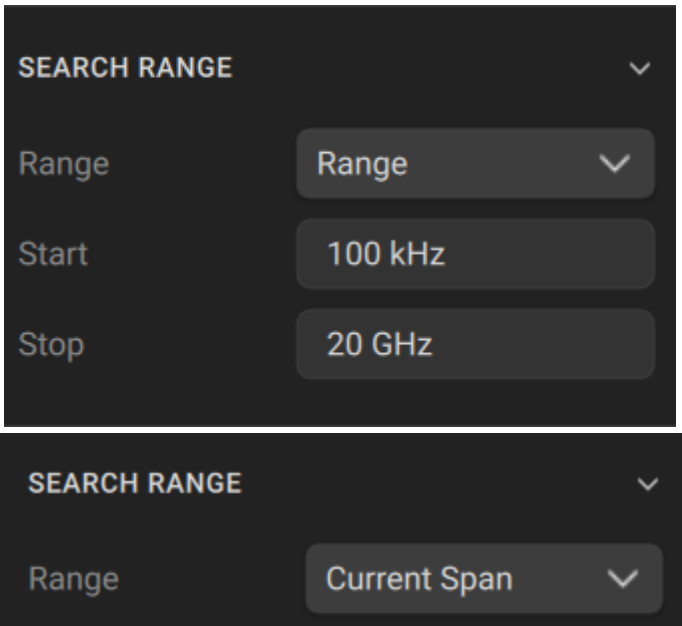 SEARCH RANGE
Range Range
Start 100 kHz
Stop 20 GHz
SEARCH RANGE
Range Current Span